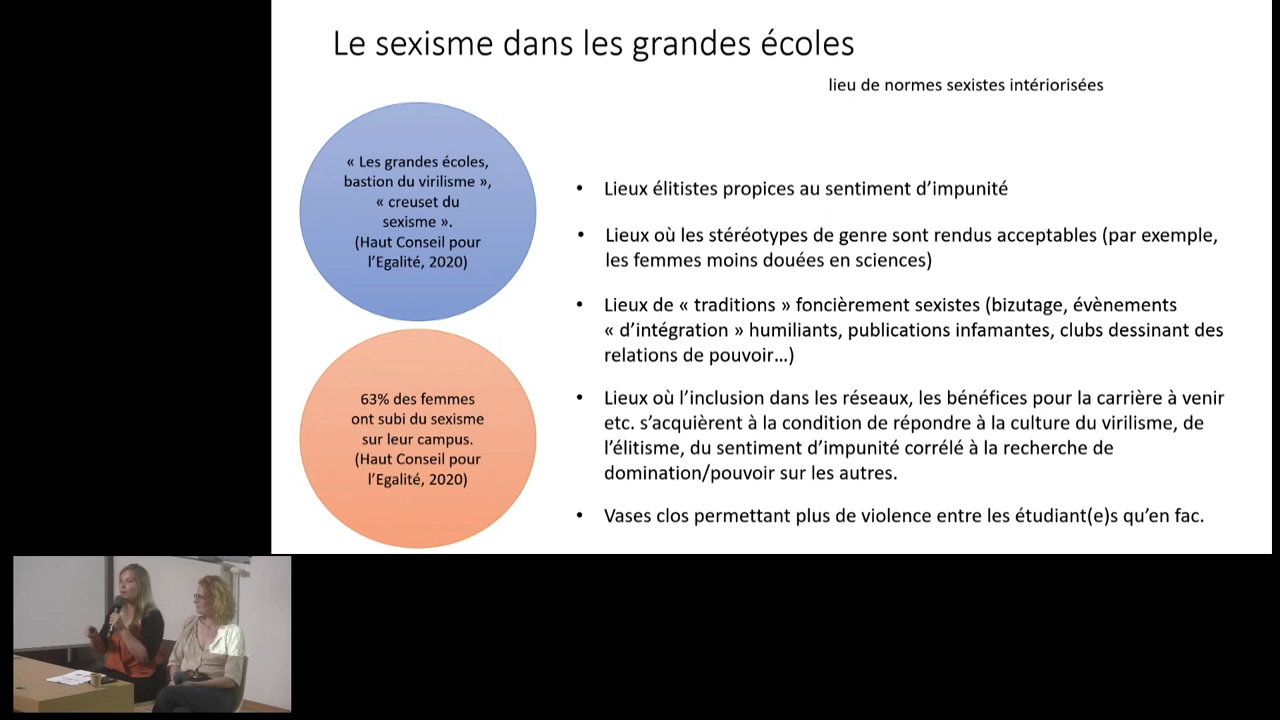 Le sexisme dans les grandes écoles
lieu de normes sexistes intériorisées
« Les grandes écoles,
bastion du virilisme »,
« creuset du
sexisme ».
(Haut Conseil pour
l'Egalité, 2020)
63% des femmes
ont subi du sexisme
sur leur campus.
(Haut Conseil pour
l'Egalité, 2020)
• Lieux élitistes propices au sentiment d'impunité
• Lieux où les stéréotypes de genre sont rendus acceptables (par exemple,
les femmes moins douées en sciences)
• Lieux de « traditions » foncièrement sexistes (bizutage, évènements
« d'intégration » humiliants, publications infamantes, clubs dessinant des
relations de pouvoir…)
• Lieux où l'inclusion dans les réseaux, les bénéfices pour la carrière à venir
etc. s'acquièrent à la condition de répondre à la culture du virilisme, de
l'élitisme, du sentiment d'impunité corrélé à la recherche de
domination/pouvoir sur les autres.
• Vases clos permettant plus de violence entre les étudiant(e)s qu'en fac.